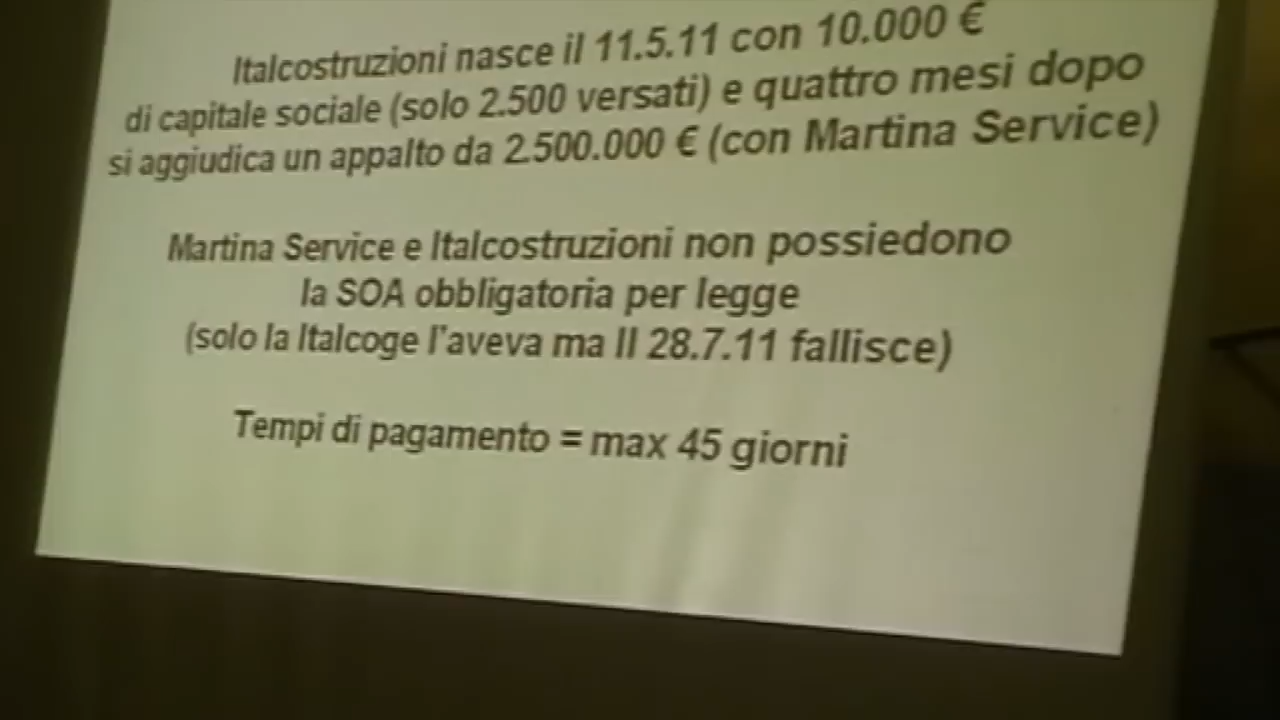 Italcostruzioni nasce il 11.5.11 con 10.000 €
di capitale sociale (solo 2.500 versati) e quattro mesi dopo
si aggiudica un appalto da 2.500.000 € (con Martina Service)
Martina Service e Italcostruzioni non possiedono
la SOA obbligatoria per legge
(solo la Italcoge l'aveva ma Il 28.7.11 fallisce)
Tempi di pagamento = max 45 giorni